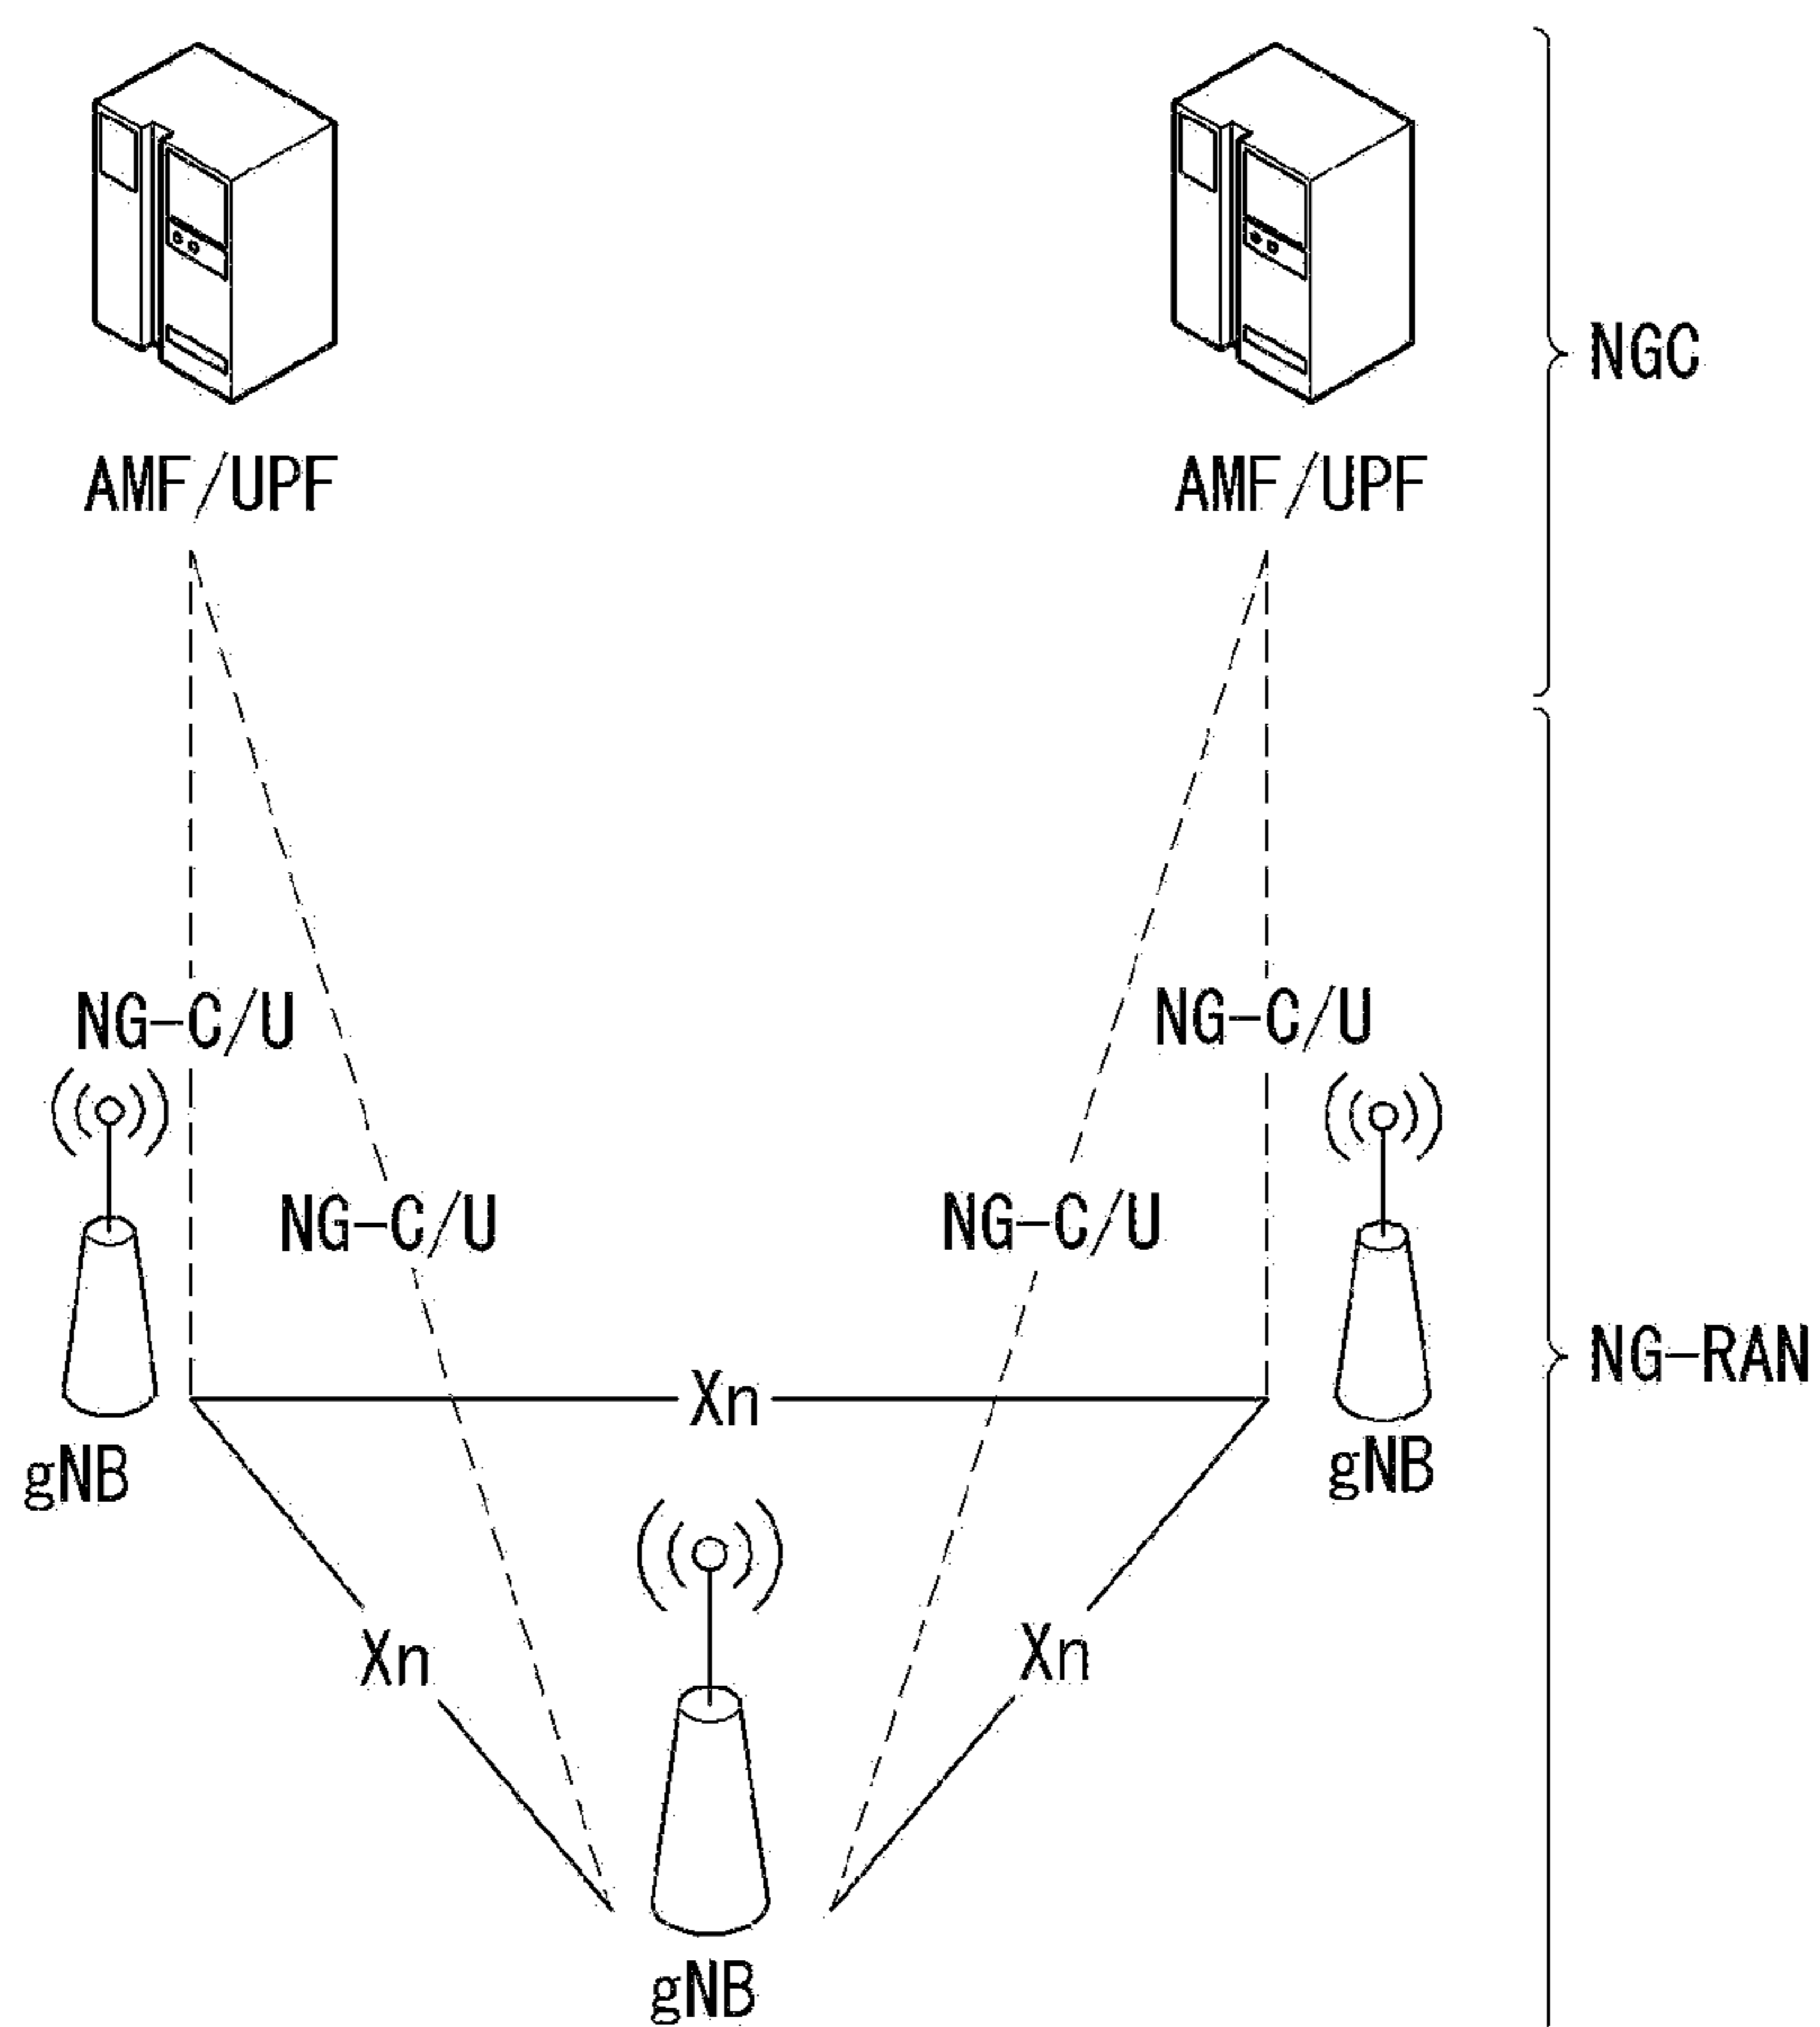 NGC
AMF/UPF
AMF/UPF
NG-C/U
NG-C/U
NG-C/U
NG-C/U
NG-RAN
Xn
gNB
gNB
Xn
Xn
gNB